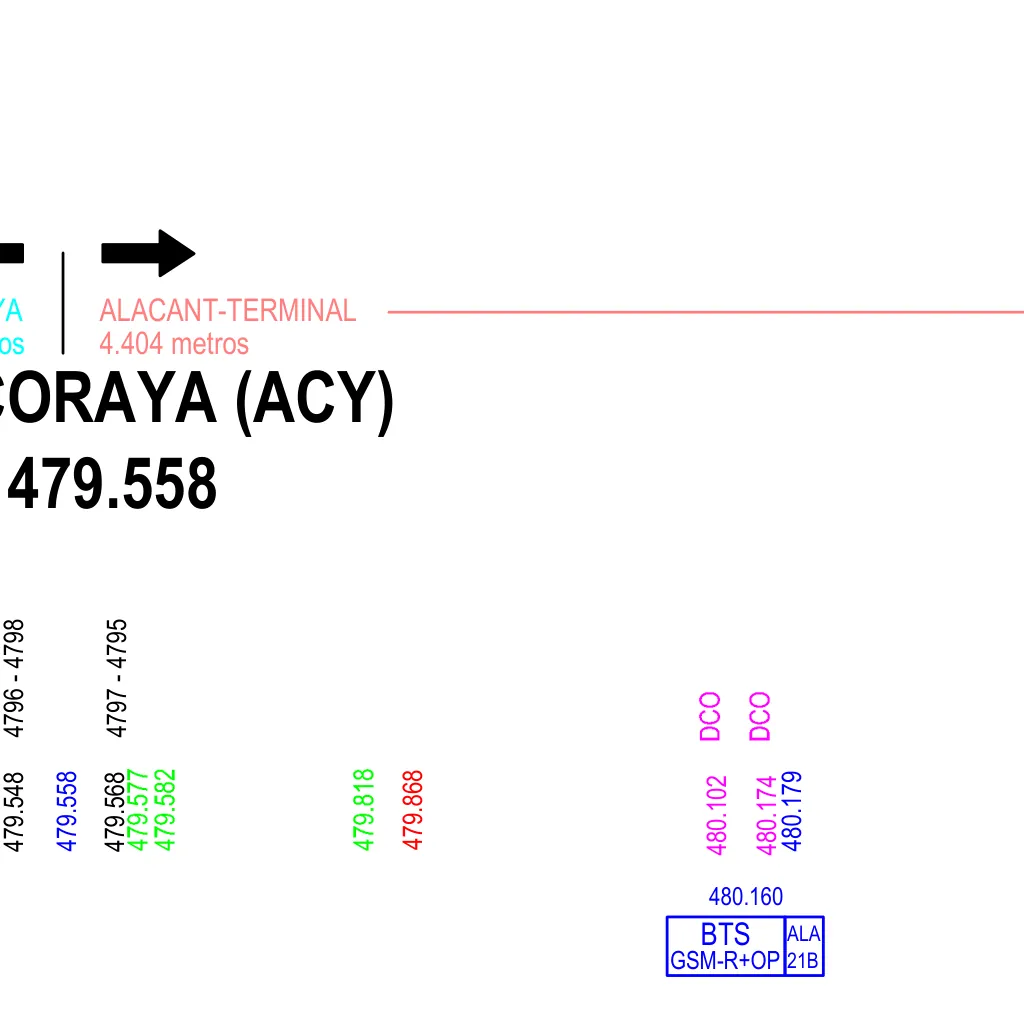 YA
ALACANT-TERMINAL
os
4.404 metros
CORAYA (ACY)
479.558
4796 - 4798
4797 - 4795
DCO
DCO
479.548
479.558
479.568
479.577
479.582
479.818
479.868
480.102
480.174
480.179
480.160
BTS
GSM-R+OP
ALA
21B